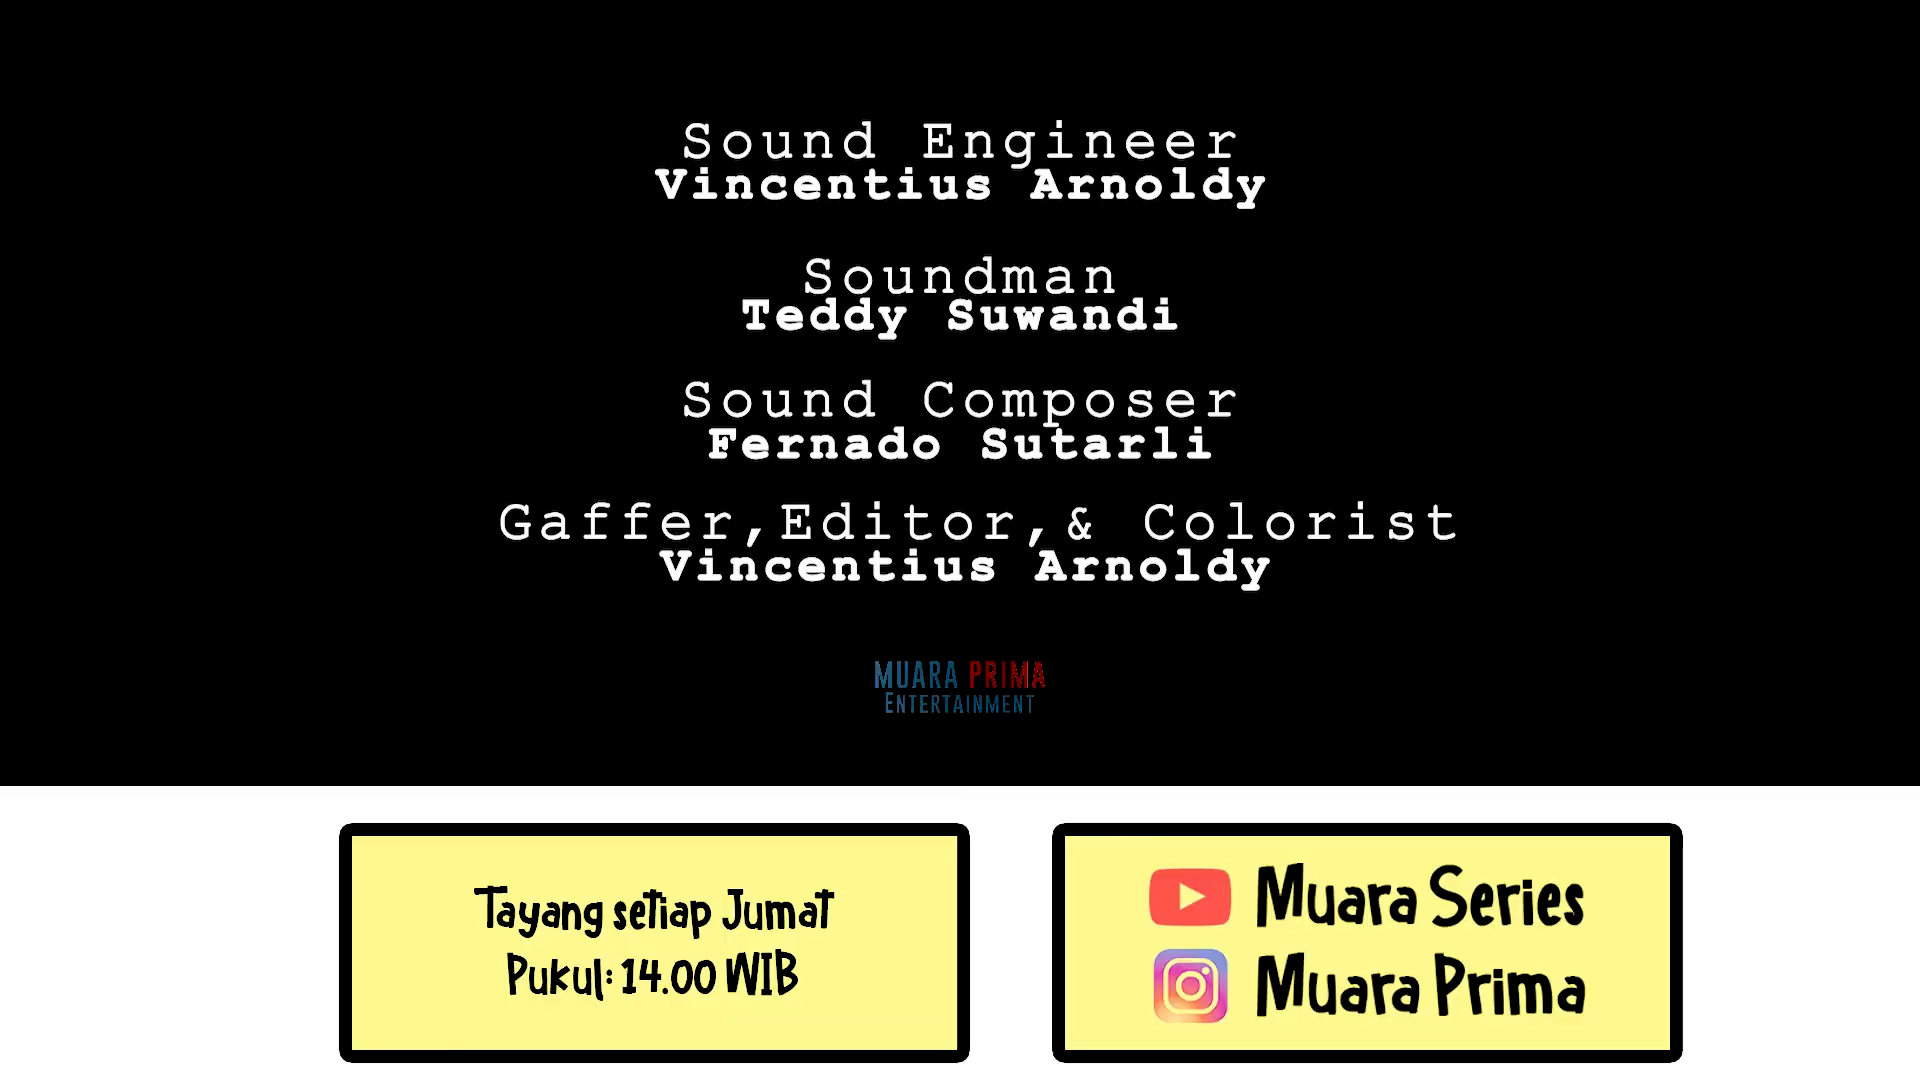 Sound Engineer
Vincentius Arnoldy
Soundman
Teddy Suwandi
Sound Composer
Fernado Sutarli
Gaffer,Editor,& Colorist
Vincentius Arnoldy
MUARA PRIMA
ENTERTAINMENT
Tayang setiap Jumat
Pukul: 14.00 WIB
Muara Series
Muara Prima